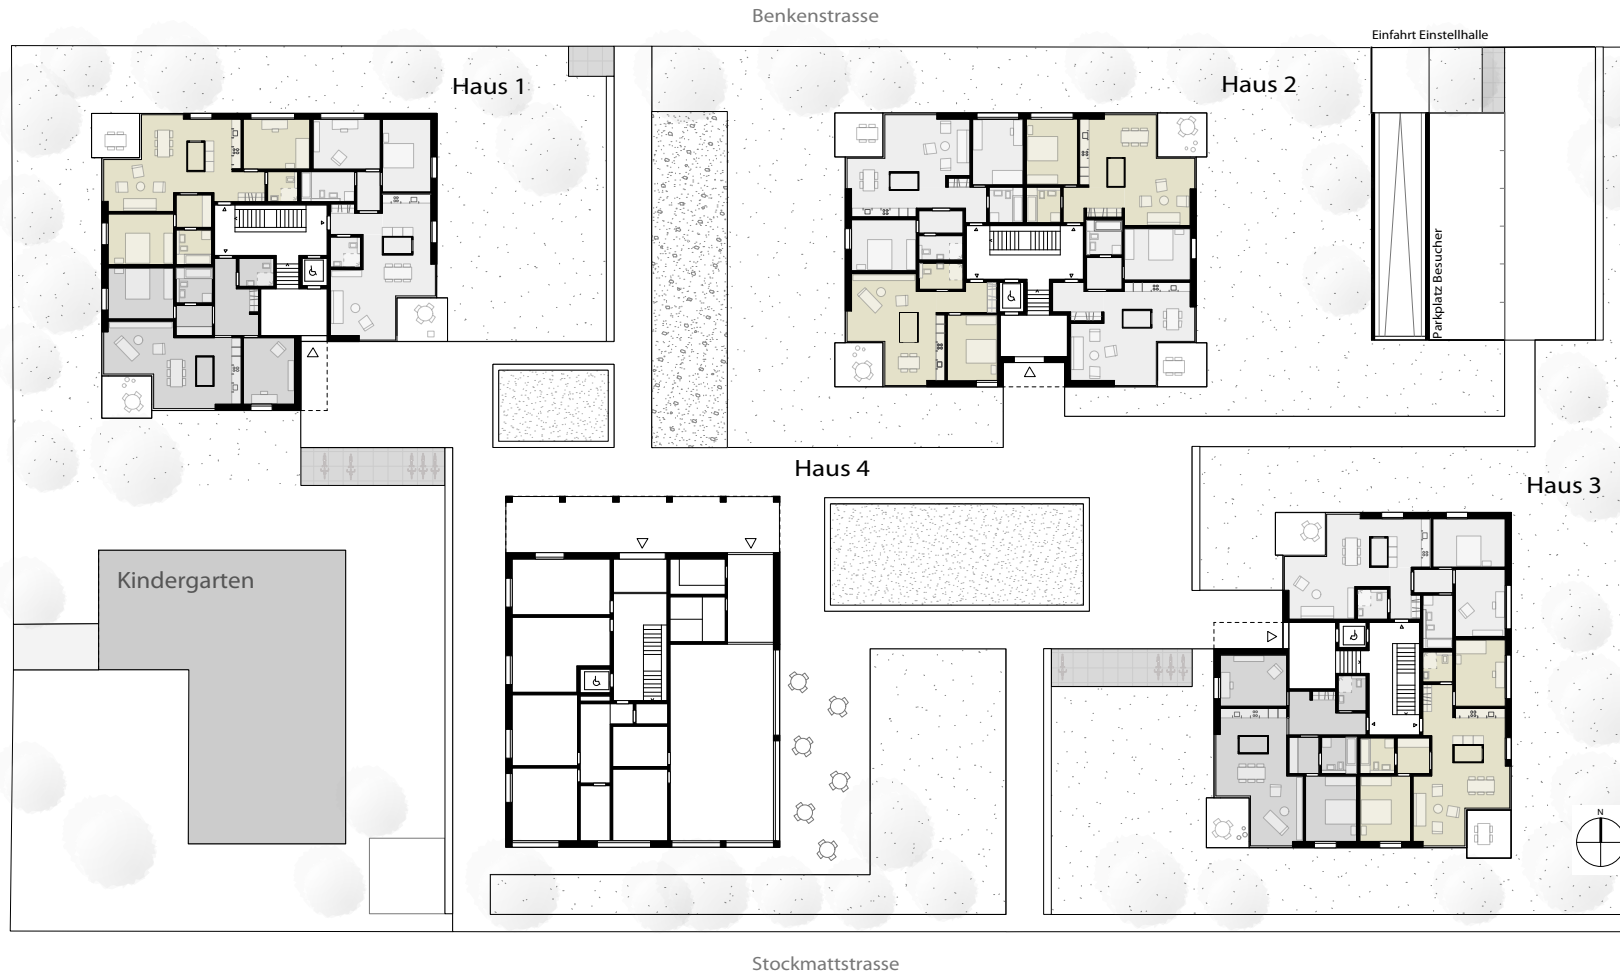 Benkenstrasse
Einfahrt Einstellhalle
Haus 1
Haus 2
Parkplatz Besucher
Haus 4
Haus 3
Kindergarten
N
Stockmattstrasse